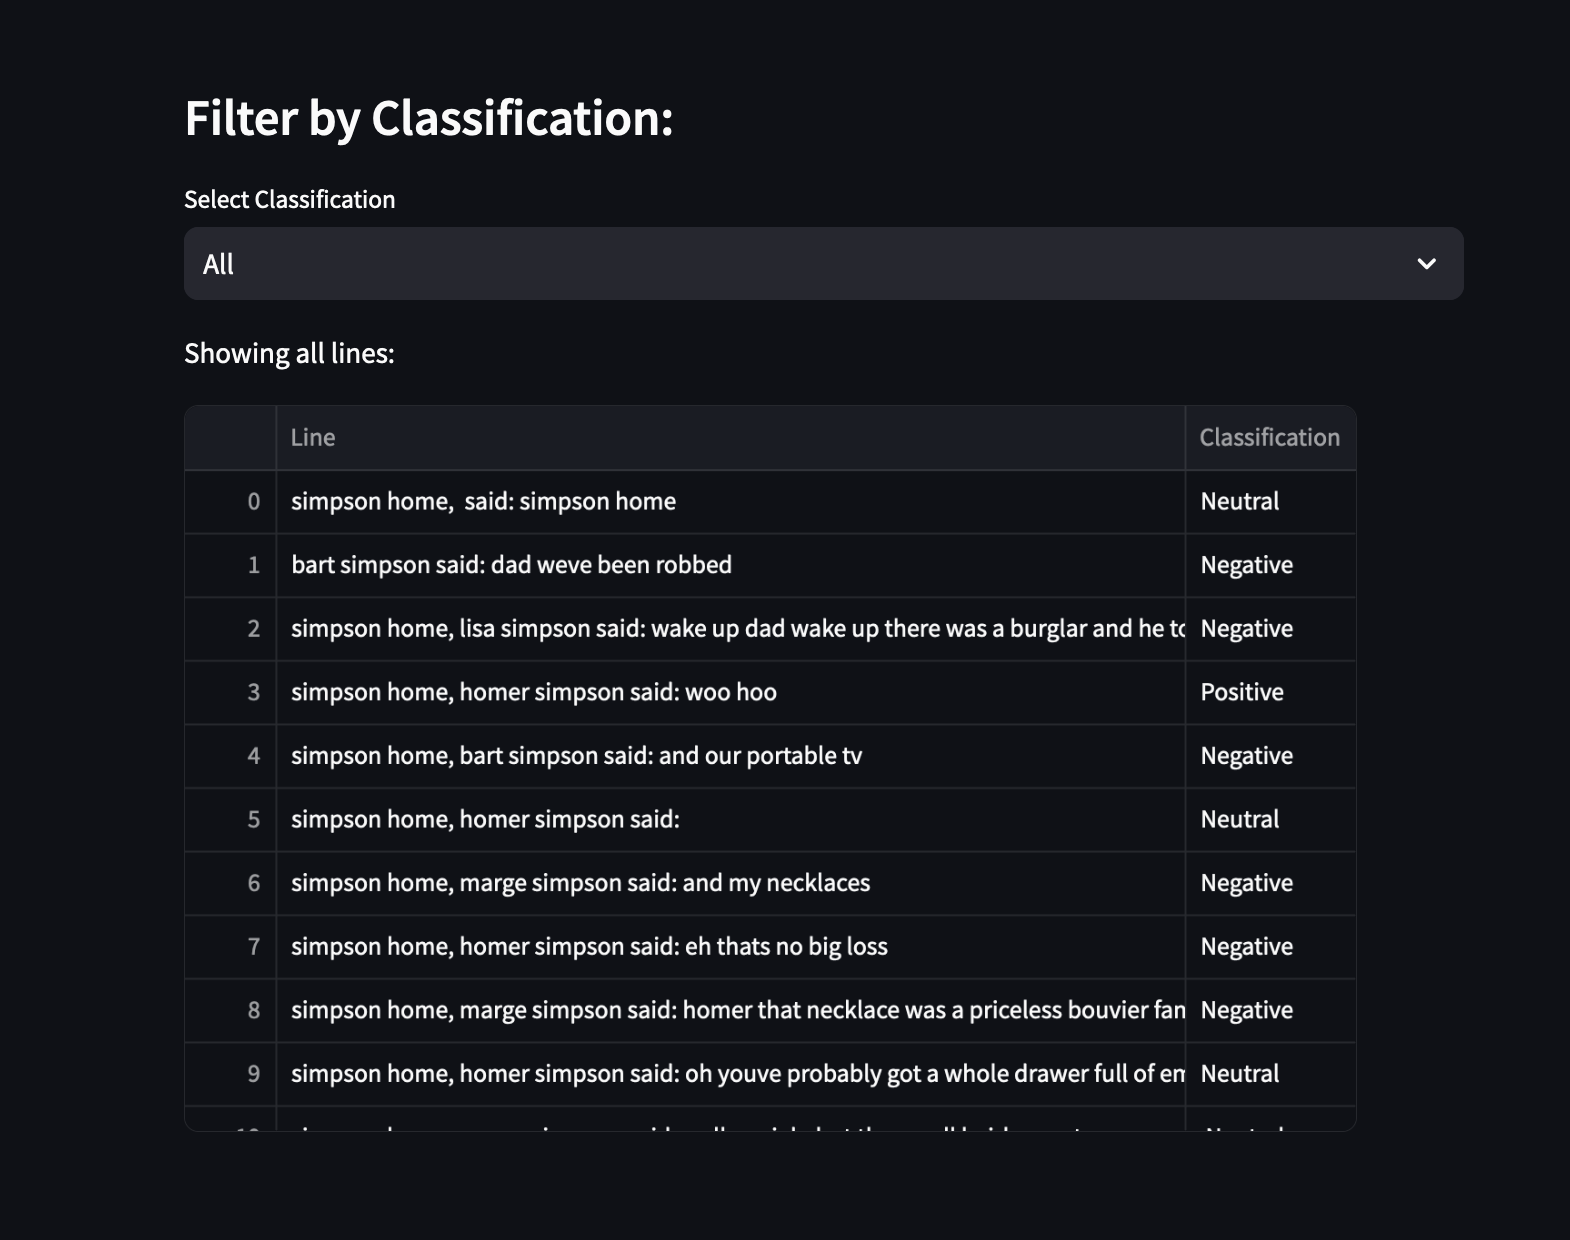 Filter by Classification:
Select Classification
All
Showing all lines:
Line Classification
0 simpson home,  said: simpson home Neutral
1 bart simpson said: dad weve been robbed Negative
2 simpson home, lisa simpson said: wake up dad wake up there was a burglar and he Negative
3 simpson home, homer simpson said: woo hoo Positive
4 simpson home, bart simpson said: and our portable tv Negative
5 simpson home, homer simpson said: Neutral
6 simpson home, marge simpson said: and my necklaces Negative
7 simpson home, homer simpson said: eh thats no big loss Negative
8 simpson home, marge simpson said: homer that necklace was a priceless bouvier Negative
9 simpson home, homer simpson said: oh youve probably got a whole drawer full of Neutral